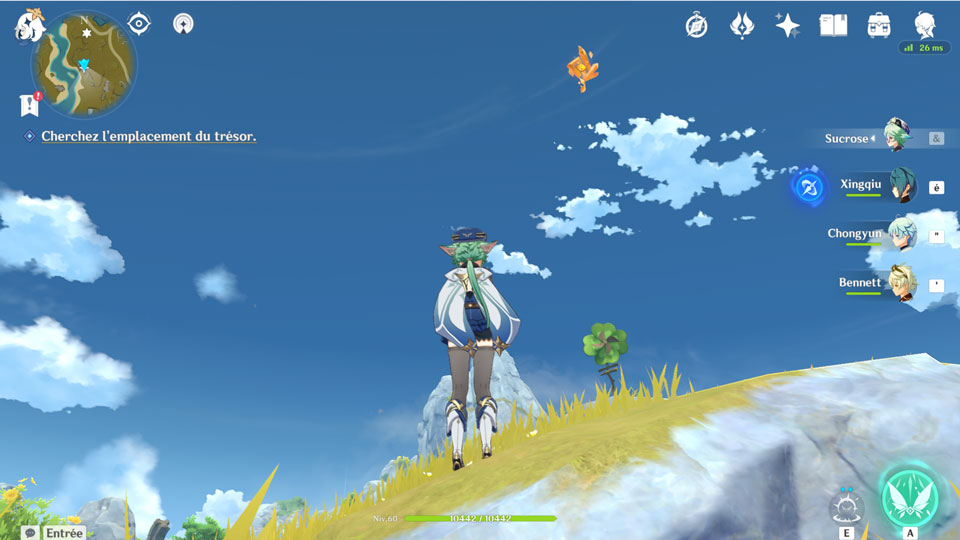 N
26 ms
Cherchez l'emplacement du trésor.
Sucrose
&
Xingqiu
é
Chongyun
"
Bennett
'
Niv.60
10442 / 10442
Entrée
E
A